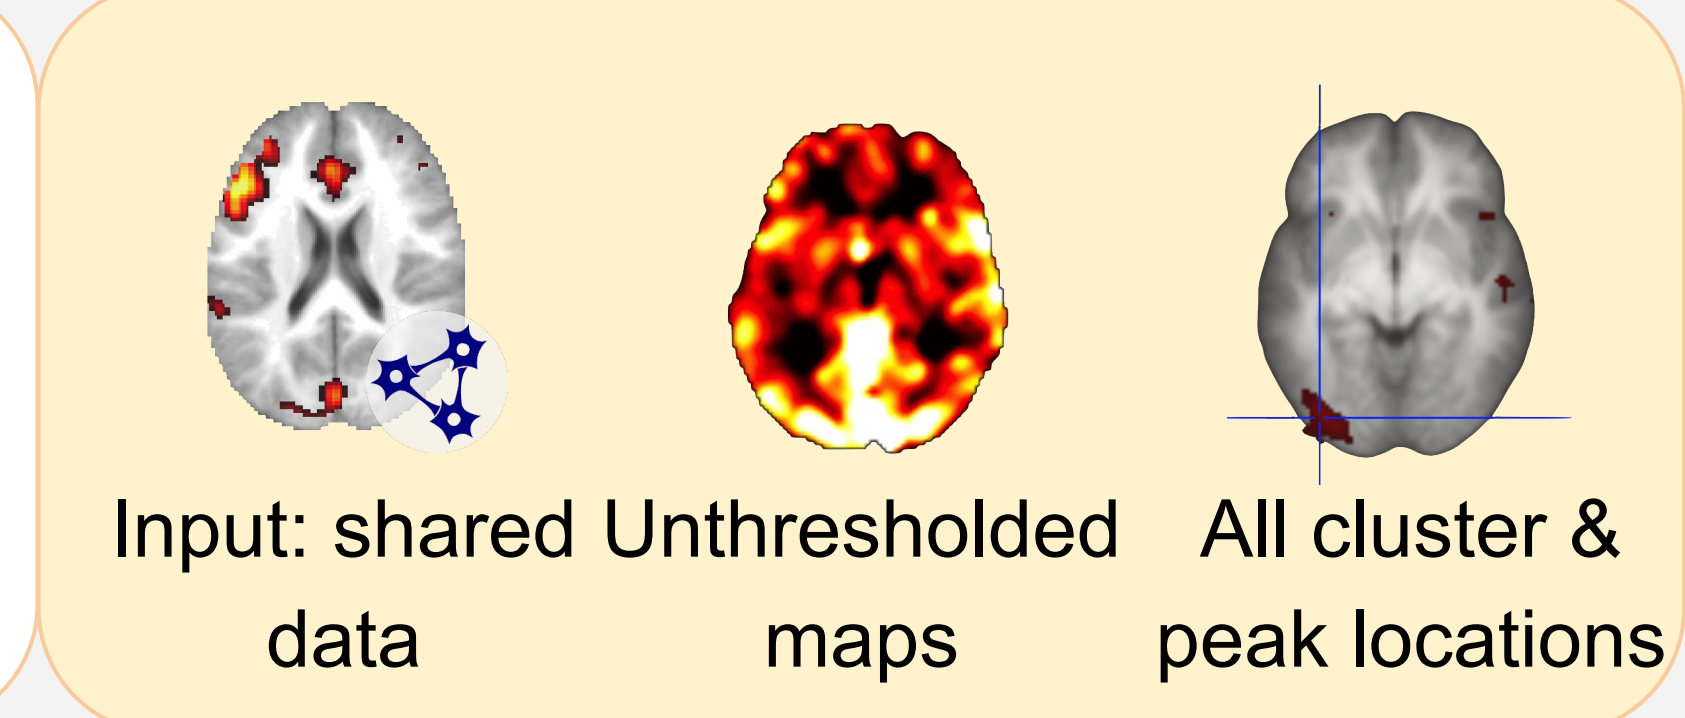 Input: shared
data
Unthresholded
maps
All cluster &
peak locations